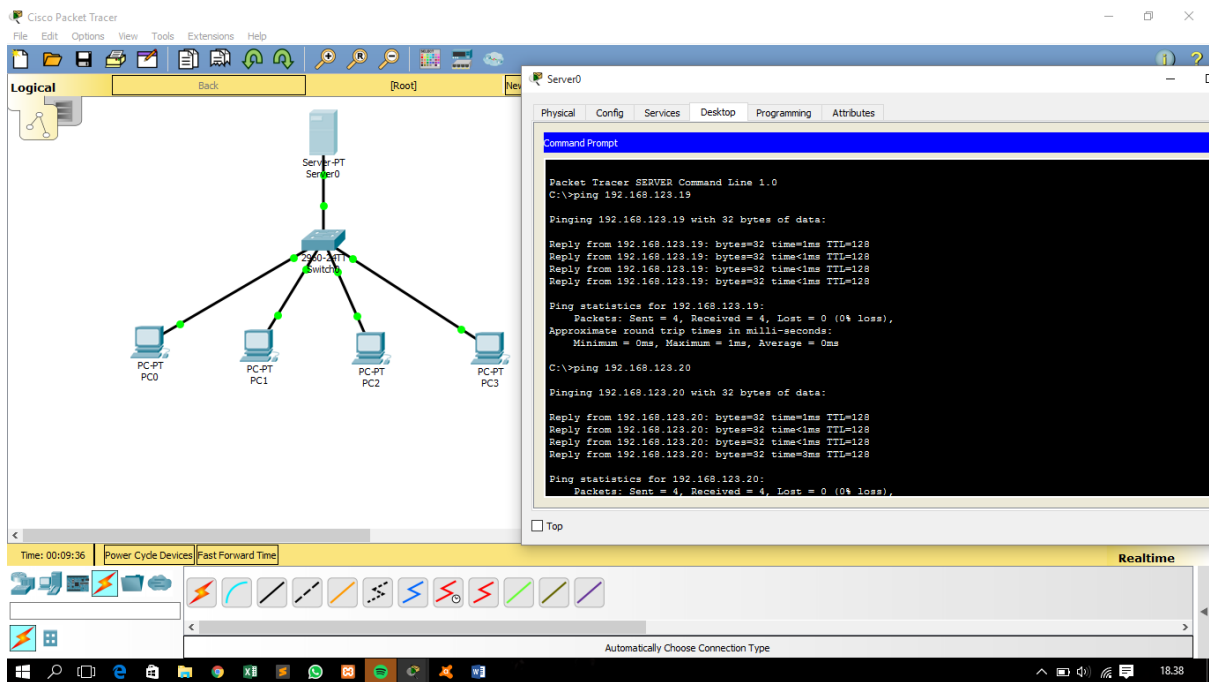 Cisco Packet Tracer
File Edit Options View Tools Extensions Help
Logical
Back
[Root]
New
Server-PT
Server0
2960-24TT
Switch0
PC-PT
PC0
PC-PT
PC1
PC-PT
PC2
PC-PT
PC3
Server0
Physical Config Services Desktop Programming Attributes
Command Prompt
Packet Tracer SERVER Command Line 1.0
C:\>ping 192.168.123.19
Pinging 192.168.123.19 with 32 bytes of data:
Reply from 192.168.123.19: bytes=32 time=1ms TTL=128
Reply from 192.168.123.19: bytes=32 time<1ms TTL=128
Reply from 192.168.123.19: bytes=32 time<1ms TTL=128
Reply from 192.168.123.19: bytes=32 time<1ms TTL=128
Ping statistics for 192.168.123.19:
Packets: Sent = 4, Received = 4, Lost = 0 (0% loss),
Approximate round trip times in milli-seconds:
Minimum = 0ms, Maximum = 1ms, Average = 0ms
C:\>ping 192.168.123.20
Pinging 192.168.123.20 with 32 bytes of data:
Reply from 192.168.123.20: bytes=32 time=1ms TTL=128
Reply from 192.168.123.20: bytes=32 time<1ms TTL=128
Reply from 192.168.123.20: bytes=32 time<1ms TTL=128
Reply from 192.168.123.20: bytes=32 time=3ms TTL=128
Ping statistics for 192.168.123.20:
Packets: Sent = 4, Received = 4, Lost = 0 (0% loss),
Top
Time: 00:09:36 Power Cycle Devices Fast Forward Time
Realtime
Automatically Choose Connection Type
18.38